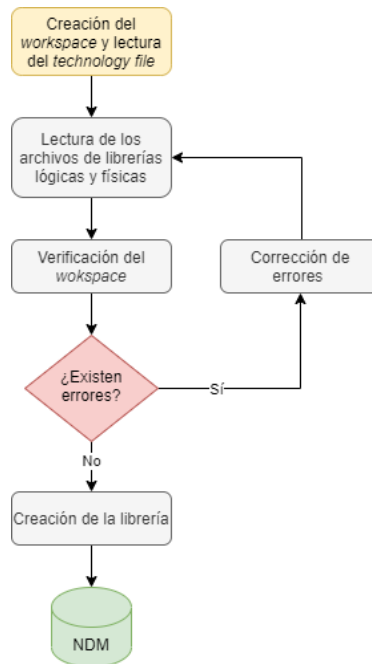 Creación del
workspace y lectura
del technology file
Lectura de los
archivos de librerías
lógicas y físicas
Verificación del
wokspace
Corrección de
errores
¿Existen
errores?
Sí
No
Creación de la librería
NDM